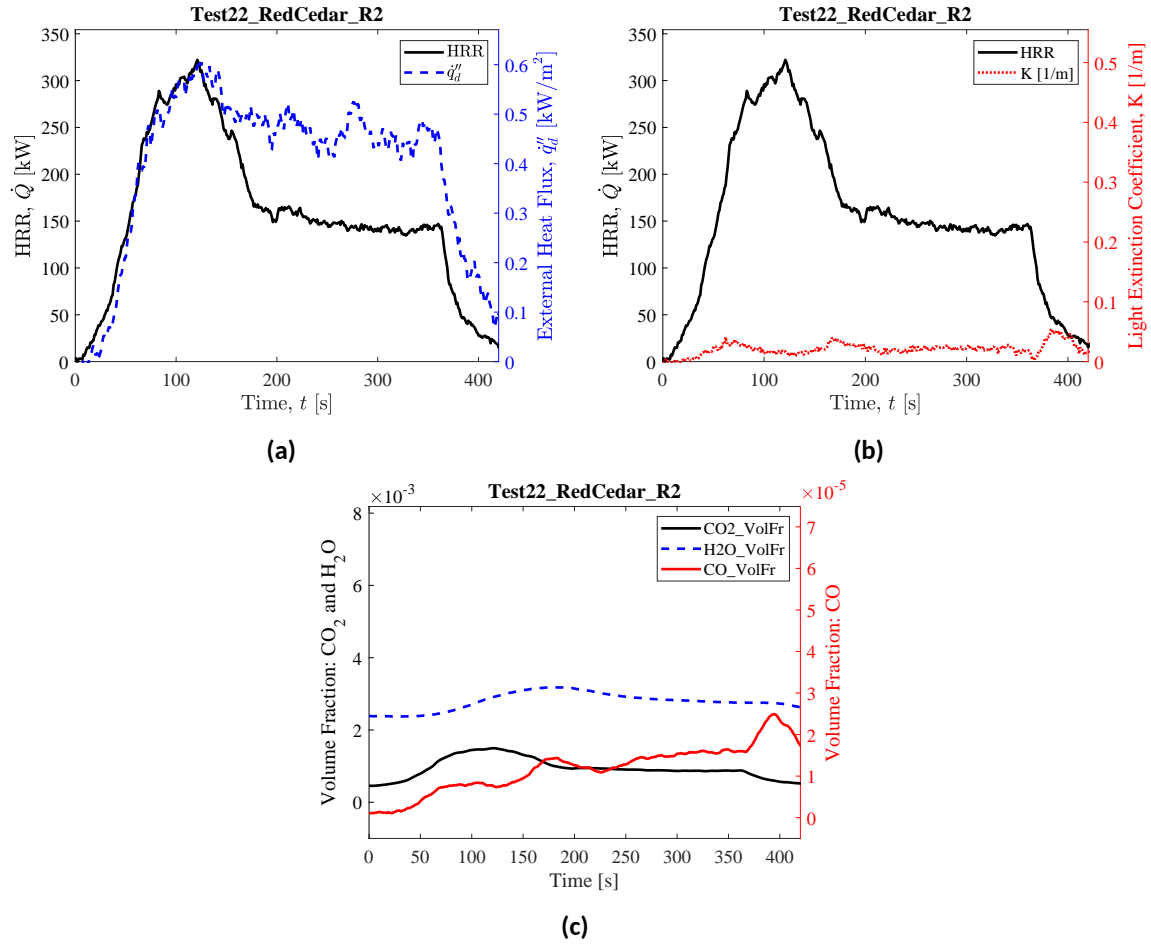 Test22_RedCedar_R2
HRR
q̇″_d
HRR, Q̇ [kW]
350
300
250
200
150
100
50
0
External Heat Flux, q̇″_d [kW/m²]
0.6
0.5
0.4
0.3
0.2
0.1
0
0 100 200 300 400
Time, t [s]
(a)
Test22_RedCedar_R2
HRR
K [1/m]
HRR, Q̇ [kW]
350
300
250
200
150
100
50
0
Light Extinction Coefficient, K [1/m]
0.5
0.4
0.3
0.2
0.1
0
0 100 200 300 400
Time, t [s]
(b)
Test22_RedCedar_R2
×10⁻³
×10⁻⁵
CO2_VolFr
H2O_VolFr
CO_VolFr
Volume Fraction: CO₂ and H₂O
8
6
4
2
0
Volume Fraction: CO
7
6
5
4
3
2
1
0
0 50 100 150 200 250 300 350 400
Time [s]
(c)